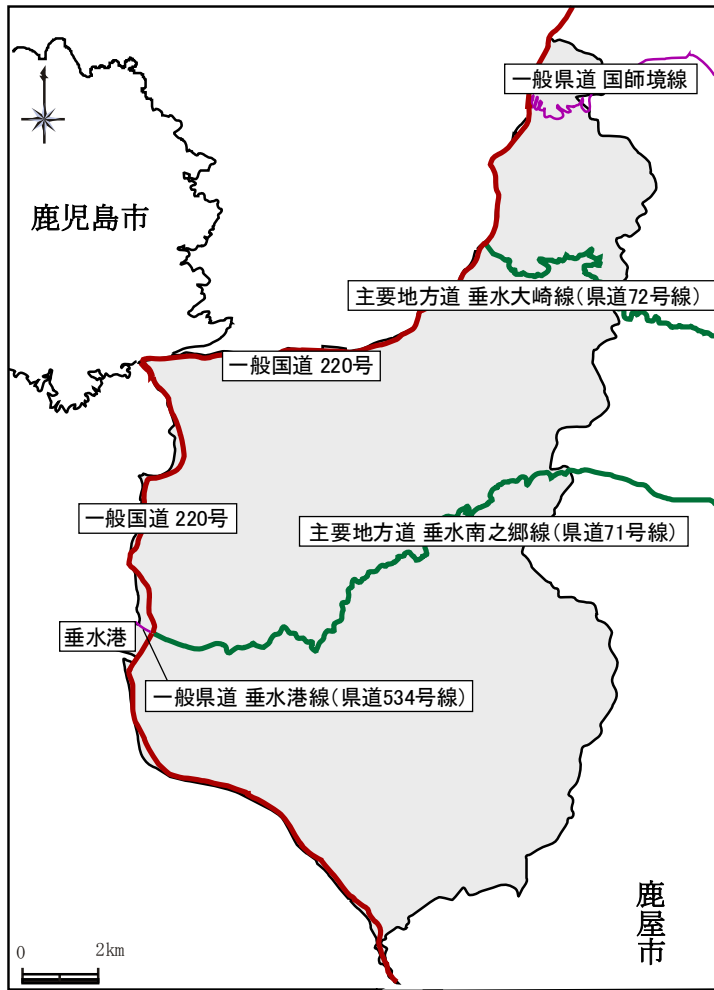 一般県道 国師境線
鹿児島市
主要地方道 垂水大崎線(県道72号線)
一般国道 220号
一般国道 220号
主要地方道 垂水南之郷線(県道71号線)
垂水港
一般県道 垂水港線(県道534号線)
鹿屋市
0 2km